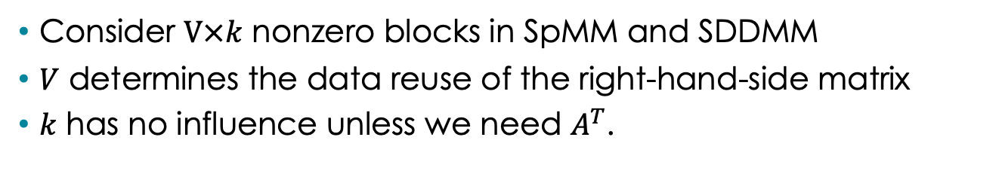 • Consider V×k nonzero blocks in SpMM and SDDMM
• V determines the data reuse of the right-hand-side matrix
• k has no influence unless we need Aᵀ.